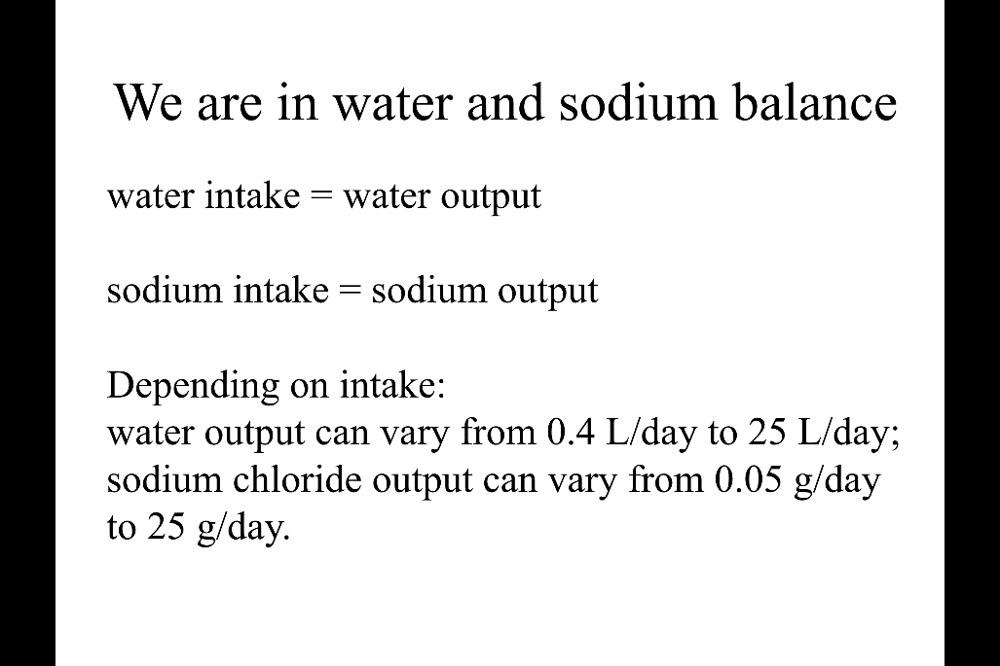 We are in water and sodium balance
water intake = water output
sodium intake = sodium output
Depending on intake:
water output can vary from 0.4 L/day to 25 L/day;
sodium chloride output can vary from 0.05 g/day
to 25 g/day.